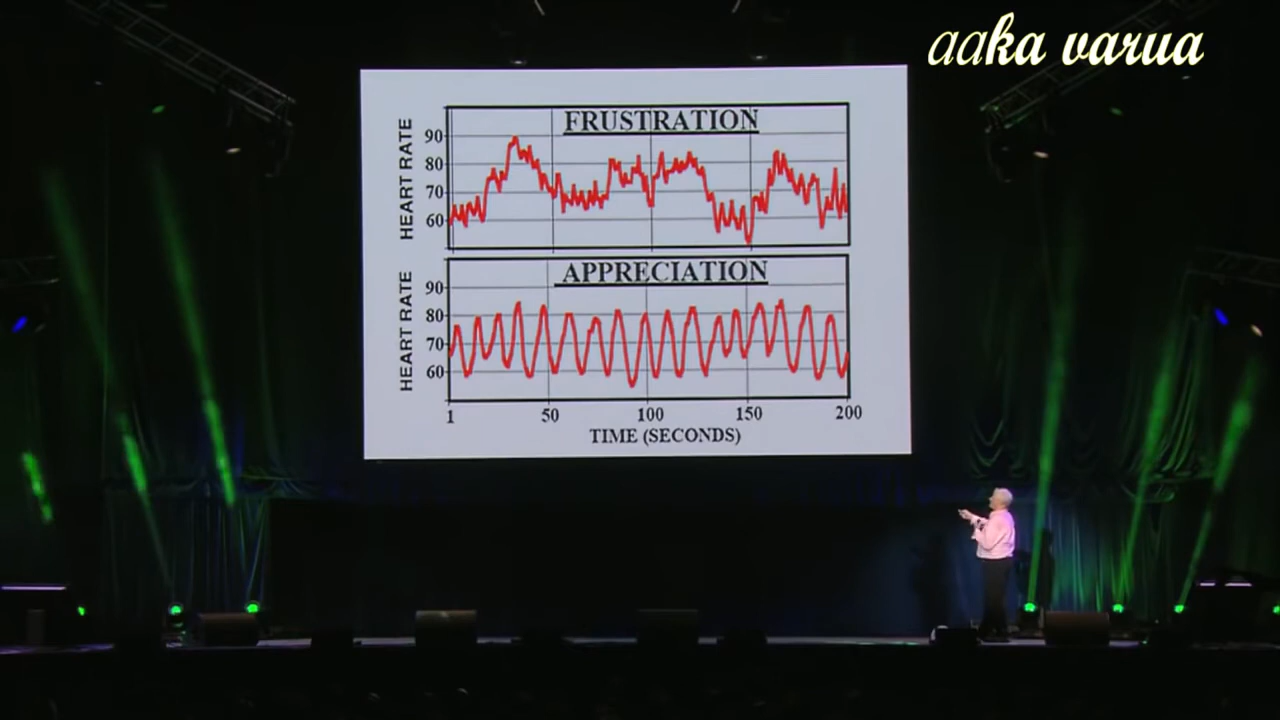 aaka varua
FRUSTRATION
HEART RATE
90
80
70
60
APPRECIATION
HEART RATE
90
80
70
60
1 50 100 150 200
TIME (SECONDS)